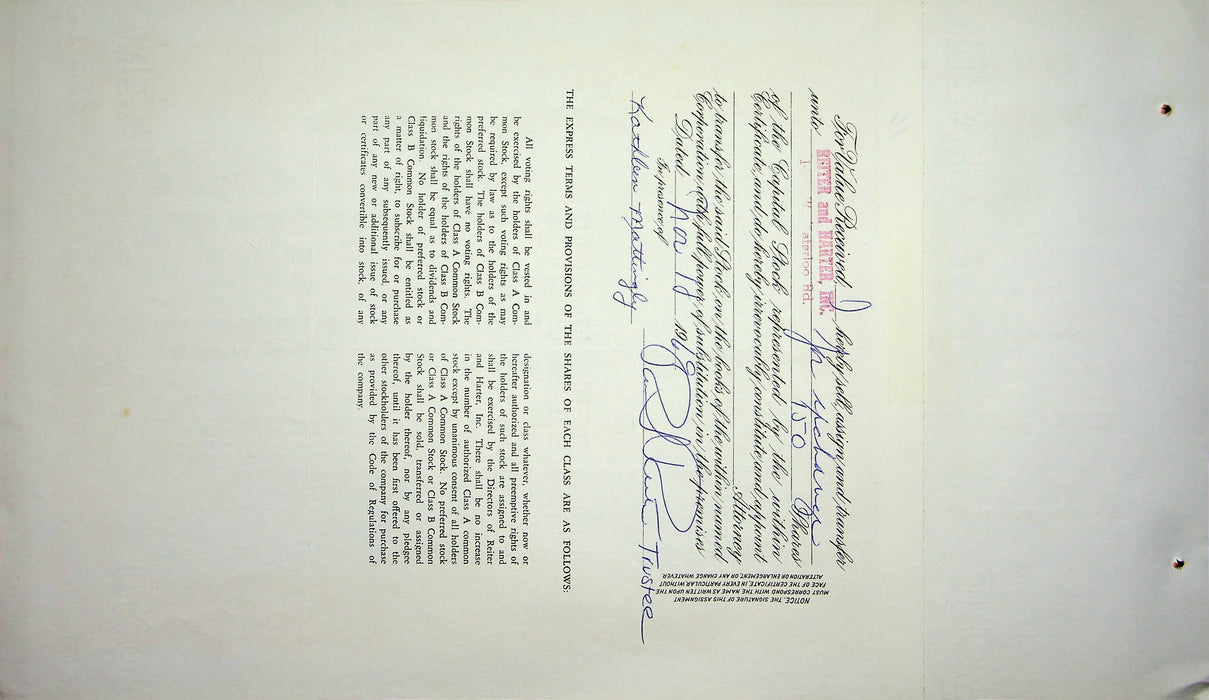 For Value Received, I hereby sell, assign and transfer
unto REITER and HARTER, INC. in exchange
aterloo Rd. 150 Shares
of the Capital Stock represented by the within
Certificate, and do hereby irrevocably constitute and appoint
Attorney
to transfer the said Stock on the books of the within named
Corporation with full power of substitution in the premises
Dated 196
In presence of
Kathleen Mattingly Trustee
NOTICE. THE SIGNATURE OF THIS ASSIGNMENT
MUST CORRESPOND WITH THE NAME AS WRITTEN UPON THE
FACE OF THE CERTIFICATE, IN EVERY PARTICULAR, WITHOUT
ALTERATION OR ENLARGEMENT, OR ANY CHANGE WHATEVER.
THE EXPRESS TERMS AND PROVISIONS OF THE SHARES OF EACH CLASS ARE AS FOLLOWS:
All voting rights shall be vested in and
be exercised by the holders of Class A Com-
mon Stock except such voting rights as may
be required by law as to the holders of the
preferred stock. The holders of Class B Com-
mon Stock shall have no voting rights. The
rights of the holders of Class A Common Stock
and the rights of the holders of Class B Com-
mon stock shall be equal as to dividends and
liquidation. No holder of preferred stock or
Class B Common Stock shall be entitled as
a matter of right, to subscribe for or purchase
any part of any subsequently issued, or any
part of any new or additional issue of stock
or certificates convertible into stock, of any
designation or class whatever, whether now or
hereafter authorized and all preemptive rights of
the holders of such stock are assigned to and
shall be exercised by the Directors of Reiter
and Harter, Inc. There shall be no increase
in the number of authorized Class A common
stock except by unanimous consent of all holders
of Class A Common Stock. No preferred stock
or Class A Common Stock or Class B Common
Stock shall be sold, transferred or assigned
by the holder thereof, nor by any pledgee
thereof, until it has been first offered to the
other stockholders of the company for purchase
as provided by the Code of Regulations of
the company.